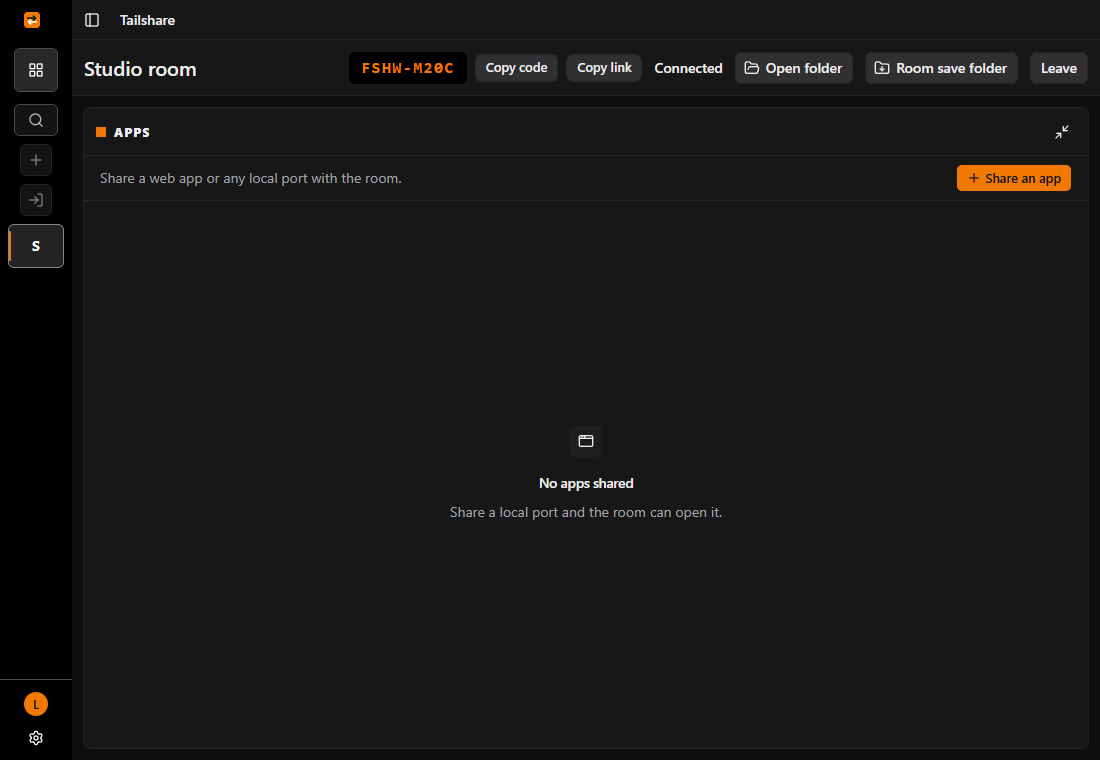 Tailshare
Studio room
FSHW-M20C
Copy code
Copy link
Connected
Open folder
Room save folder
Leave
APPS
Share a web app or any local port with the room.
Share an app
S
No apps shared
Share a local port and the room can open it.
L